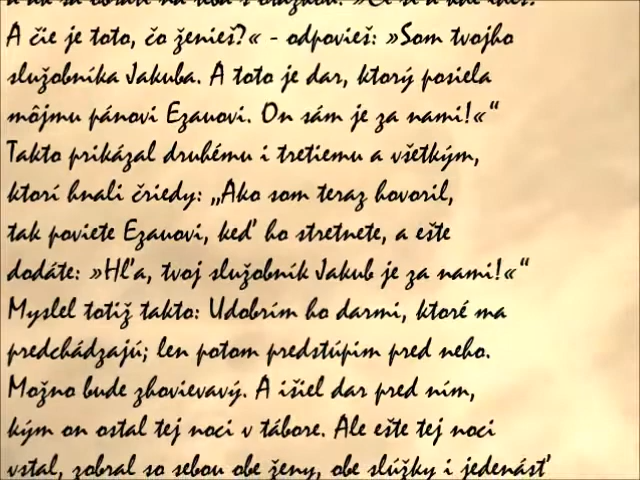 A čie je toto, čo ženieš?« - odpovieš: »Som tvojho
služobníka Jakuba. A toto je dar, ktorý posiela
môjmu pánovi Ezauovi. On sám je za nami!«“
Takto prikázal druhému i tretiemu a všetkým,
ktorí hnali čriedy: „Ako som teraz hovoril,
tak poviete Ezauovi, keď ho stretnete, a ešte
dodáte: »Hľa, tvoj služobník Jakub je za nami!«“
Myslel totiž takto: Udobrím ho darmi, ktoré ma
predchádzajú; len potom predstúpim pred neho.
Možno bude zhovievavý. A išiel dar pred ním,
kým on ostal tej noci v tábore. Ale ešte tej noci
vstal, zobral so sebou obe ženy, obe slúžky i jedenásť